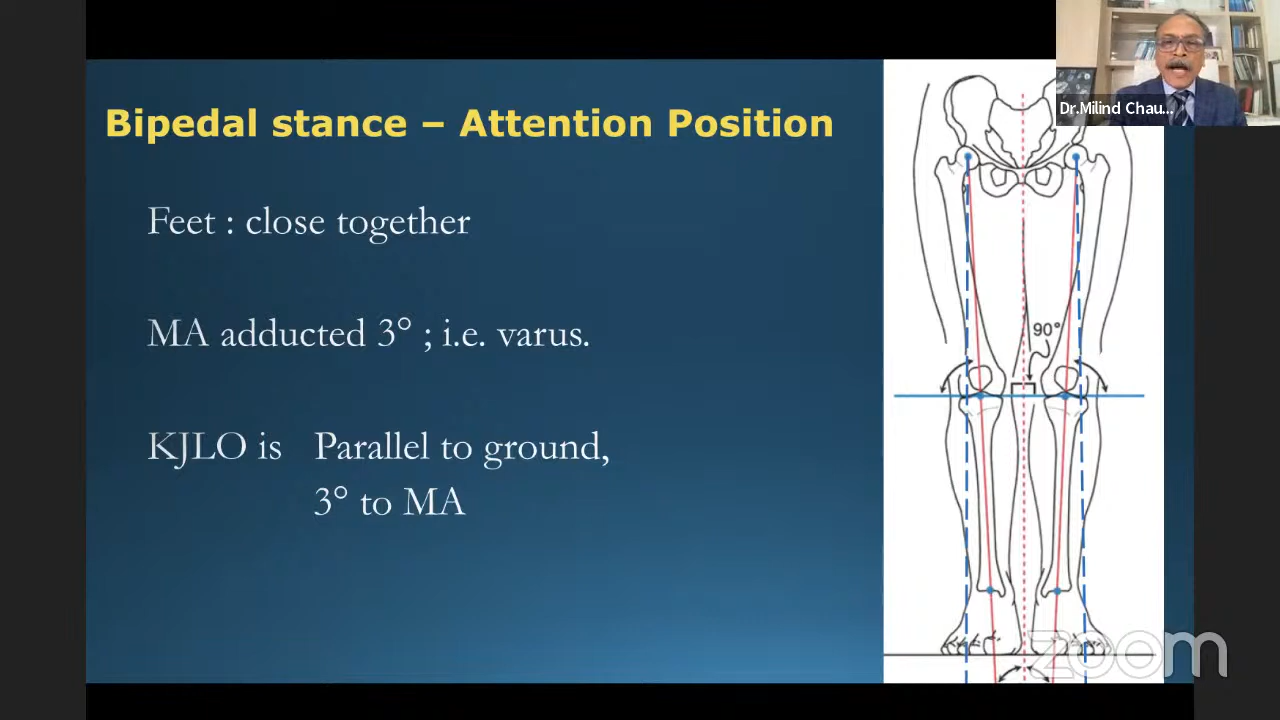 Bipedal stance – Attention Position
Dr.Milind Chau...
Feet : close together
MA adducted 3° ; i.e. varus.
90°
KJLO is Parallel to ground,
3° to MA
zoom